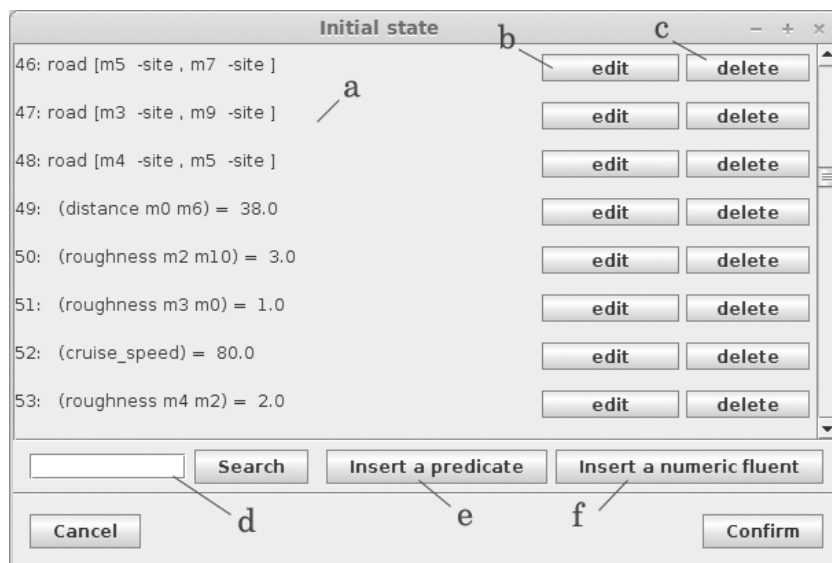 Initial state
46: road [m5 -site , m7 -site ] edit delete
47: road [m3 -site , m9 -site ] edit delete
48: road [m4 -site , m5 -site ] edit delete
49: (distance m0 m6) = 38.0 edit delete
50: (roughness m2 m10) = 3.0 edit delete
51: (roughness m3 m0) = 1.0 edit delete
52: (cruise_speed) = 80.0 edit delete
53: (roughness m4 m2) = 2.0 edit delete
Search Insert a predicate Insert a numeric fluent
Cancel Confirm
a
b
c
d
e
f